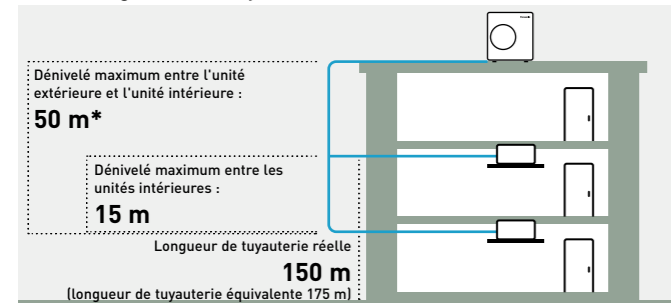 Dénivelé maximum entre l'unité
extérieure et l'unité intérieure :
50 m*
Dénivelé maximum entre les
unités intérieures :
15 m
Longueur de tuyauterie réelle
150 m
(longueur de tuyauterie équivalente 175 m)